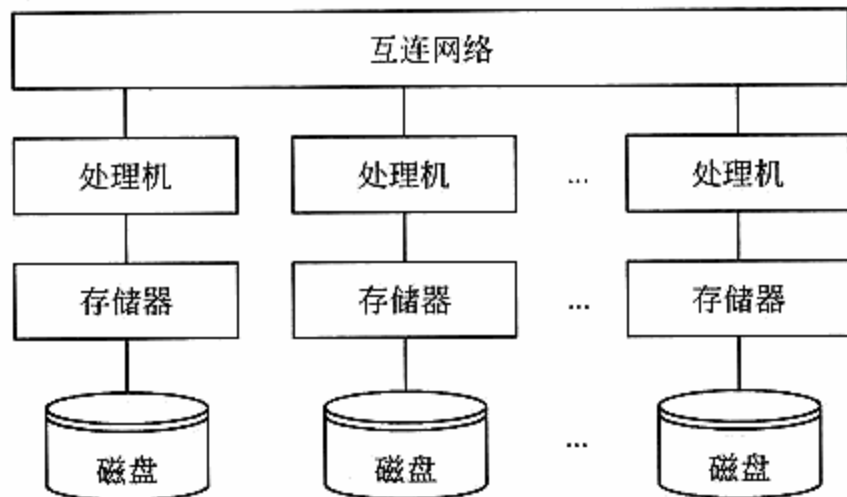 互连网络
处理机 处理机 ... 处理机
存储器 存储器 ... 存储器
磁盘 磁盘 ... 磁盘